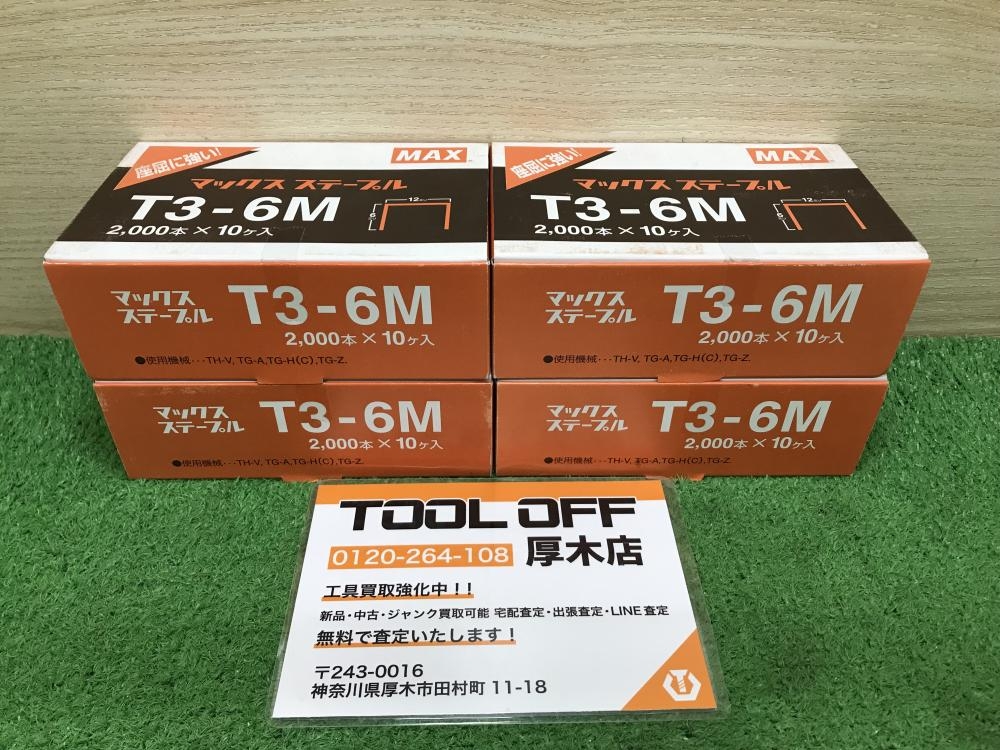 座屈に強い!
MAX
マックス ステープル
T3-6M
2,000本×10ヶ入
12
6
マックス
ステープル
T3-6M
2,000本×10ヶ入
●使用機械・・・TH-V, TG-A,TG-H(C),TG-Z.
座屈に強い!
MAX
マックス ステープル
T3-6M
2,000本×10ヶ入
12
6
マックス
ステープル
T3-6M
2,000本×10ヶ入
●使用機械・・・TH-V, TG-A,TG-H(C),TG-Z.
マックス
ステープル
T3-6M
2,000本×10ヶ入
●使用機械・・・TH-V, TG-A,TG-H(C),TG-Z.
マックス
ステープル
T3-6M
2,000本×10ヶ入
●使用機械・・・TH-V, TG-A,TG-H(C),TG-Z.
TOOL OFF
0120-264-108 厚木店
工具買取強化中!!
新品・中古・ジャンク買取可能 宅配査定・出張査定・LINE査定
無料で査定いたします!
〒243-0016
神奈川県厚木市田村町 11-18